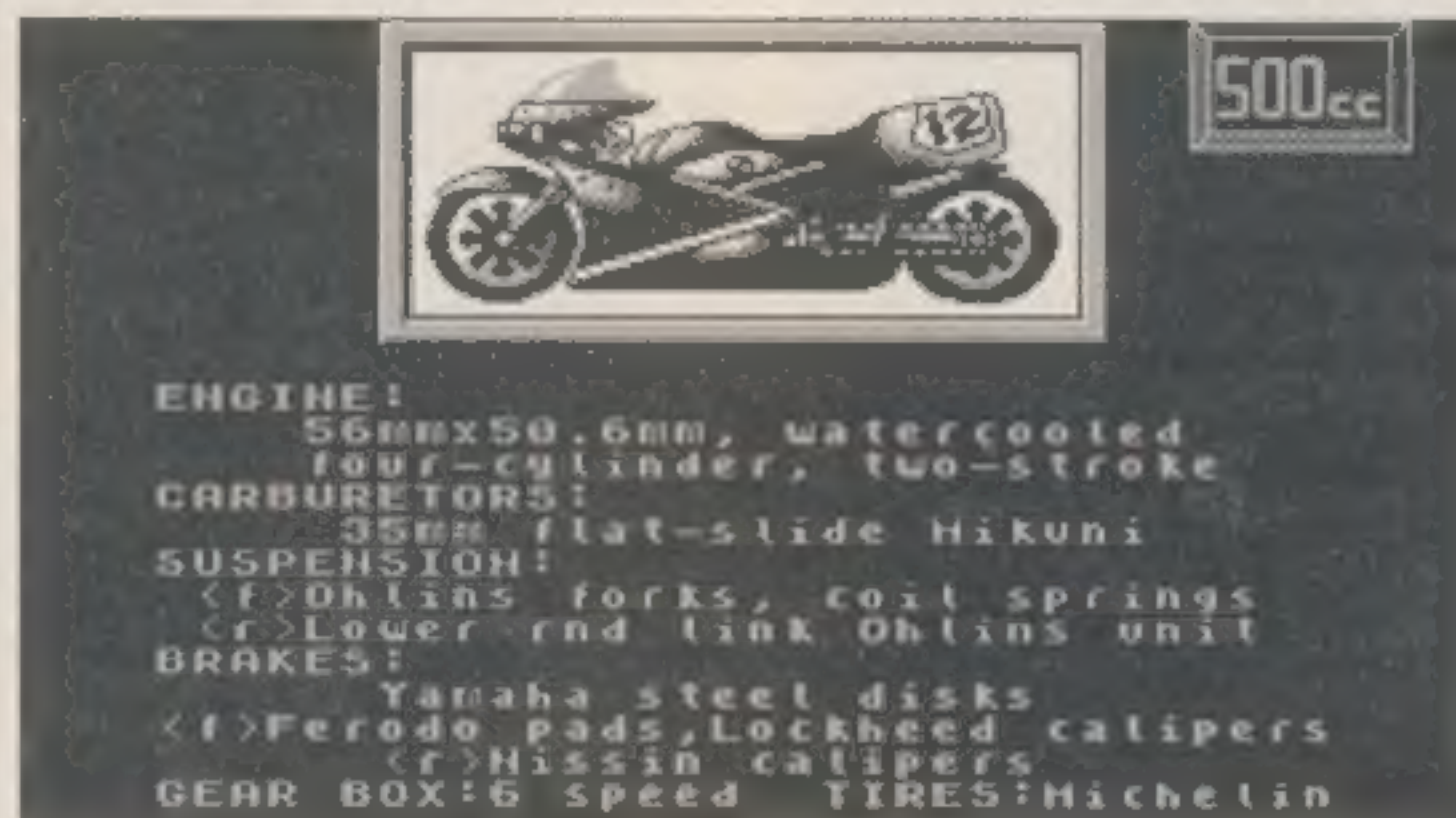 12
500cc
ENGINE:
56mmx50.6mm, watercooled
four-cylinder, two-stroke
CARBURETORS:
35mm flat-slide Mikuni
SUSPENSION:
<f>Ohlins forks, coil springs
<r>Lower rnd link Ohlins unit
BRAKES:
Yamaha steel disks
<f>Ferodo pads,Lockheed calipers
<r>Nissin calipers
GEAR BOX:6 speed TIRES:Michelin